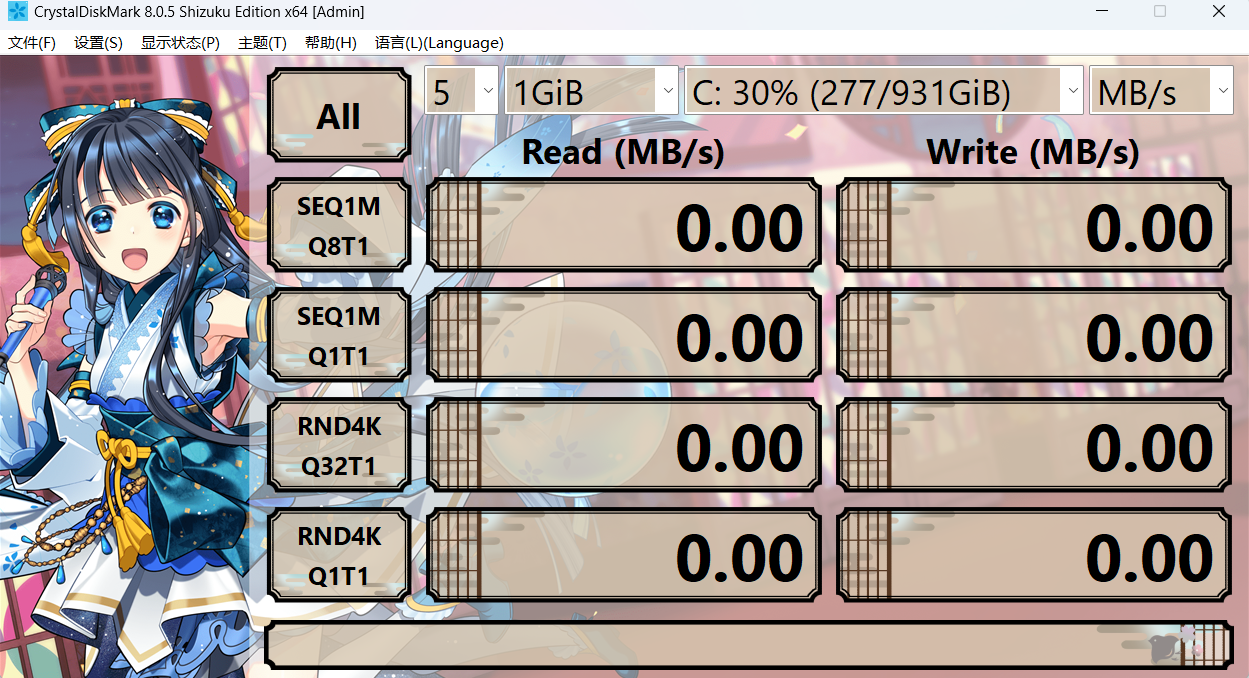 CrystalDiskMark 8.0.5 Shizuku Edition x64 [Admin]
文件(F) 设置(S) 显示状态(P) 主题(T) 帮助(H) 语言(L)(Language)
All 5 1GiB C: 30% (277/931GiB) MB/s
Read (MB/s) Write (MB/s)
SEQ1M
Q8T1 0.00 0.00
SEQ1M
Q1T1 0.00 0.00
RND4K
Q32T1 0.00 0.00
RND4K
Q1T1 0.00 0.00